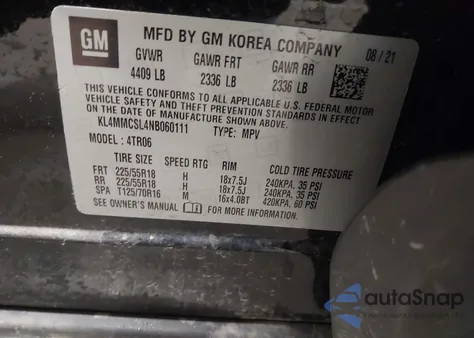 GM
MFD BY GM KOREA COMPANY
08/21
GVWR GAWR FRT GAWR RR
4409 LB 2336 LB 2336 LB
THIS VEHICLE CONFORMS TO ALL APPLICABLE U.S. FEDERAL MOTOR
VEHICLE SAFETY AND THEFT PREVENTION STANDARDS IN EFFECT
ON THE DATE OF MANUFACTURE SHOWN ABOVE.
KL4MMCSL4NB060111 TYPE: MPV
MODEL: 4TR06
TIRE SIZE SPEED RTG RIM COLD TIRE PRESSURE
FRT 225/55R18 H 18x7.5J 240KPA, 35 PSI
RR 225/55R18 H 18x7.5J 240KPA, 35 PSI
SPA T125/70R16 M 16x4.0BT 420KPA, 60 PSI
SEE OWNER'S MANUAL FOR MORE INFORMATION.
autoSnap